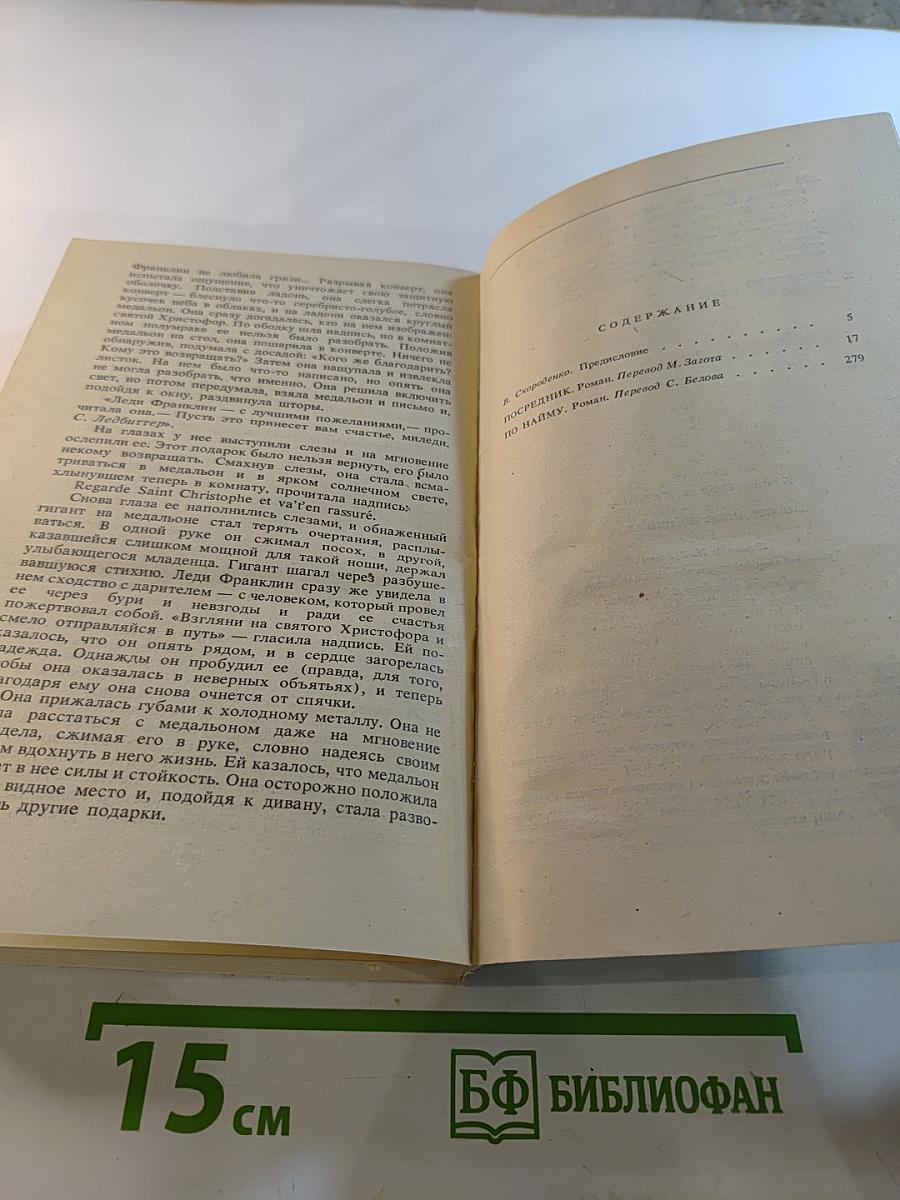 Франклин не любила грязи... Разрывая конверт, она
испытала ощущение, что уничтожает свою защитную
оболочку. Подставив ладонь, она слегка потрясла
конверт — блеснуло что-то серебристо-голубое, словно
кусочек неба в облаках, и на ладони оказался круглый
медальон. Она сразу догадалась, кто на нем изображен:
святой Христофор. По ободку шла надпись, но в комнат-
ном полумраке ее нельзя было разобрать. Положив
медальон на стол, она пошарила в конверте. Ничего не
обнаружив, подумала с досадой: «Кого же благодарить?
Кому это возвращать?» Затем она нащупала и извлекла
листок. На нем было что-то написано, но опять она
не могла разобрать, что именно. Она решила включить
свет, но потом передумала, взяла медальон и письмо и,
подойдя к окну, раздвинула шторы.
«Леди Франклин — с лучшими пожеланиями,— про-
читала она.— Пусть это принесет вам счастье, миледи.
С. Ледбиттер».
На глазах у нее выступили слезы и на мгновение
ослепили ее. Этот подарок было нельзя вернуть, его было
некому возвращать. Смахнув слезы, она стала всма-
триваться в медальон и в ярком солнечном свете,
хлынувшем теперь в комнату, прочитала надпись:
Regarde Saint Christophe et va't'en rassuré.
Снова глаза ее наполнились слезами, и обнаженный
гигант на медальоне стал терять очертания, расплы-
ваться. В одной руке он сжимал посох, в другой,
казавшейся слишком мощной для такой ноши, держал
улыбающегося младенца. Гигант шагал через разбуше-
вавшуюся стихию. Леди Франклин сразу же увидела в
нем сходство с дарителем — с человеком, который провел
ее через бури и невзгоды и ради ее счастья
пожертвовал собой. «Взгляни на святого Христофора и
смело отправляйся в путь» — гласила надпись. Ей по-
казалось, что он опять рядом, и в сердце загорелась
адежда. Однажды он пробудил ее (правда, для того,
обы она оказалась в неверных объятьях), и теперь
агодаря ему она снова очнется от спячки.
Она прижалась губами к холодному металлу. Она не
ла расстаться с медальоном даже на мгновение
дела, сжимая его в руке, словно надеясь своим
м вдохнуть в него жизнь. Ей казалось, что медальон
ет в нее силы и стойкость. Она осторожно положила
видное место и, подойдя к дивану, стала разво-
ь другие подарки.
СОДЕРЖАНИЕ
В. Скороденко. Предисловие . . . . . . . . . 5
ПОСРЕДНИК. Роман. Перевод М. Загота . . . . . . 17
ПО НАЙМУ. Роман. Перевод С. Белова . . . . . . 279
15 см
БФ БИБЛИОФАН